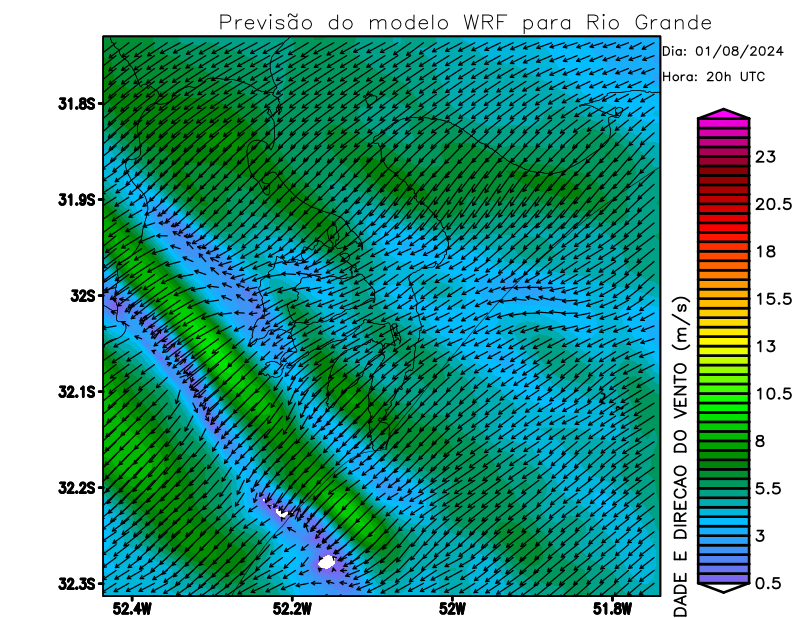 Previsão do modelo WRF para Rio Grande
Dia: 01/08/2024
Hora: 20h UTC
31.8S
31.9S
32S
32.1S
32.2S
32.3S
52.4W
52.2W
52W
51.8W
23
20.5
18
15.5
13
10.5
8
5.5
3
0.5
DADE E DIRECAO DO VENTO (m/s)